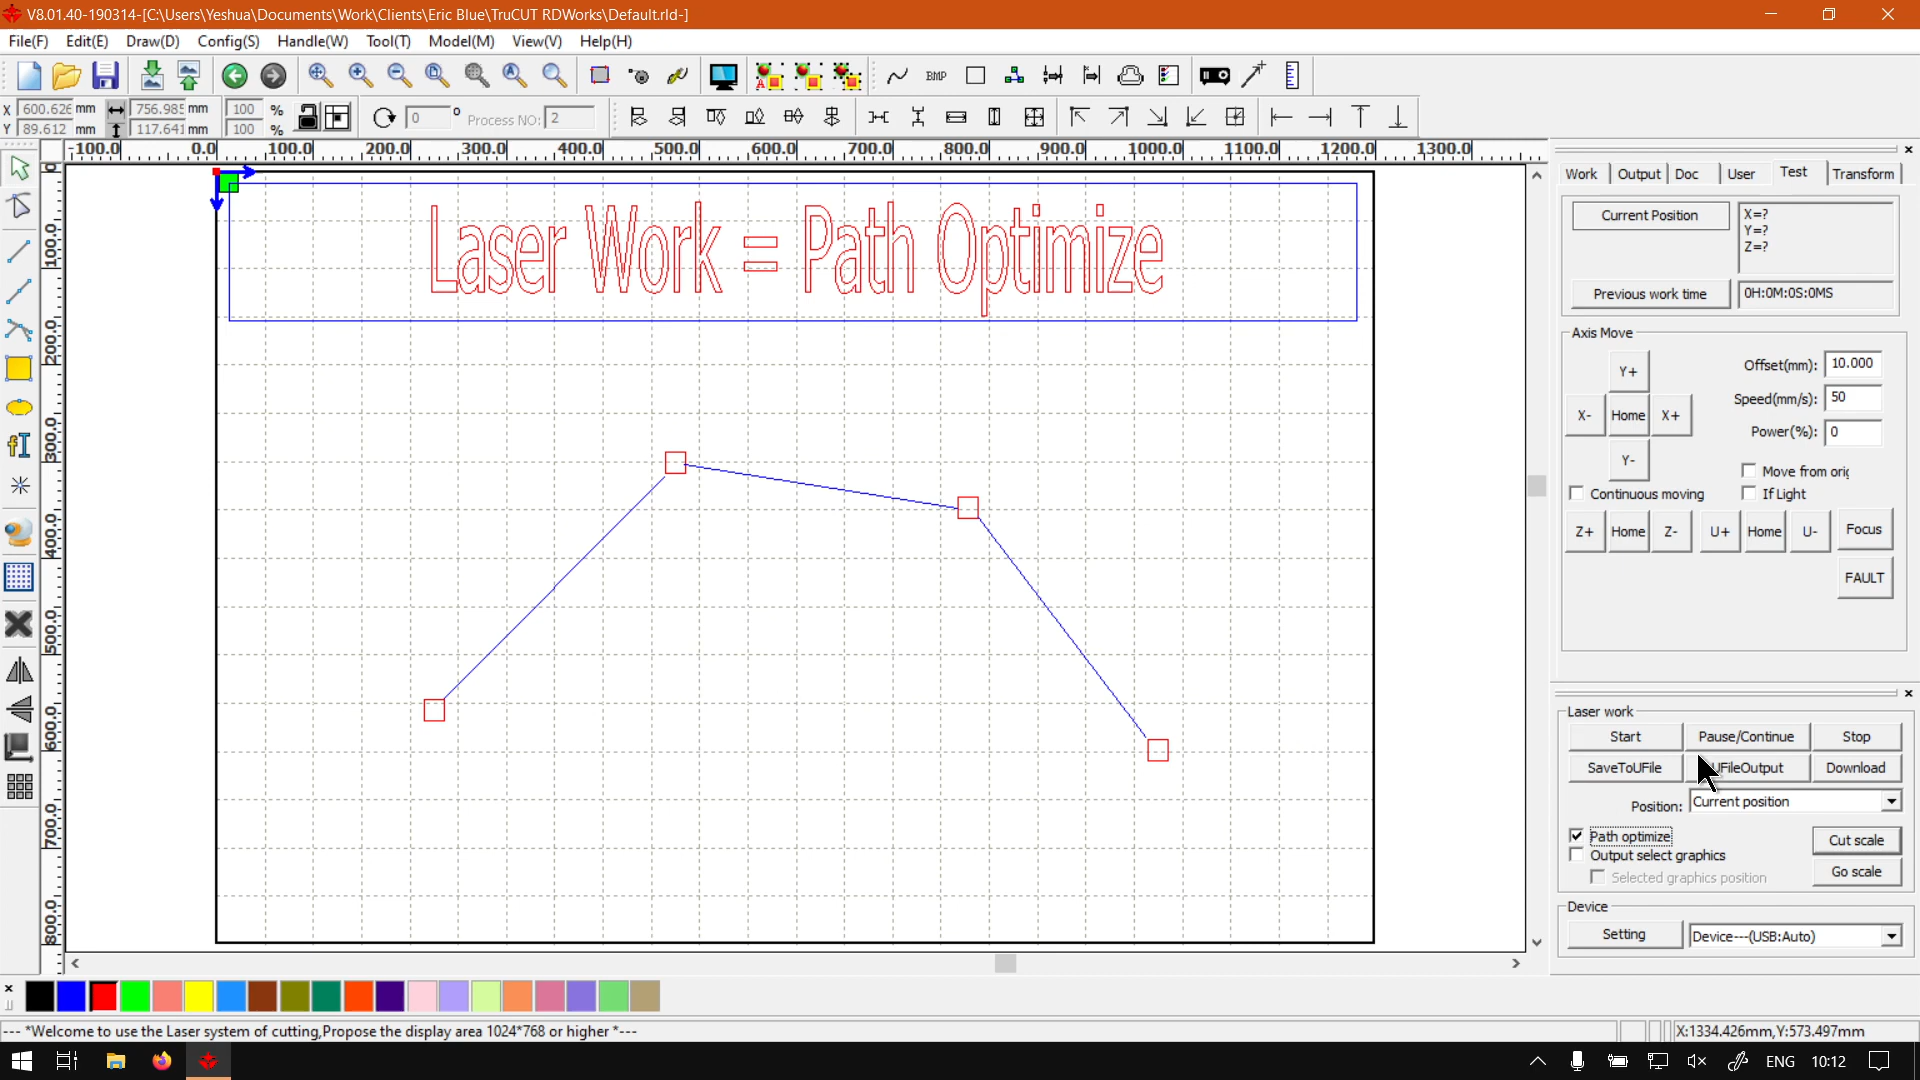 V8.01.40-190314-[C:\Users\Yeshua\Documents\Work\Clients\Eric Blue\TruCUT RDWorks\Default.rld-]
File(F) Edit(E) Draw(D) Config(S) Handle(W) Tool(T) Model(M) View(V) Help(H)
BMP
X 600.626 mm 756.985 mm 100 %
Y 89.612 mm 117.641 mm 100 %
0 ° Process NO: 2
-100.0 0.0 100.0 200.0 300.0 400.0 500.0 600.0 700.0 800.0 900.0 1000.0 1100.0 1200.0 1300.0
0
100.0
200.0
300.0
400.0
500.0
600.0
700.0
800.0
Laser Work = Path Optimize
Work Output Doc User Test Transform
Current Position
X=?
Y=?
Z=?
Previous work time 0H:0M:0S:0MS
Axis Move
Y+
X- Home X+
Y-
Offset(mm): 10.000
Speed(mm/s): 50
Power(%): 0
Move from orig
Continuous moving If Light
Z+ Home Z- U+ Home U- Focus
FAULT
Laser work
Start Pause/Continue Stop
SaveToUFile UFileOutput Download
Position: Current position
Path optimize
Output select graphics
Selected graphics position
Cut scale
Go scale
Device
Setting Device---(USB:Auto)
--- *Welcome to use the Laser system of cutting,Propose the display area 1024*768 or higher *---
X:1334.426mm,Y:573.497mm
ENG 10:12